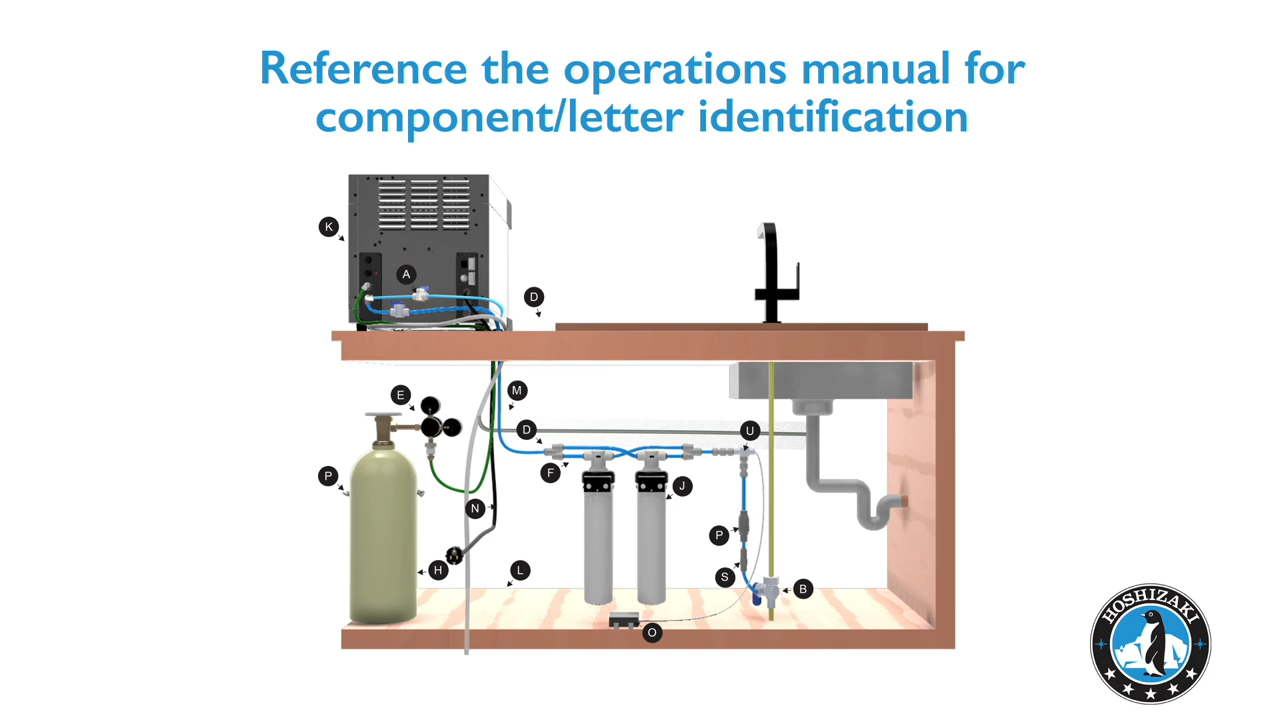 Reference the operations manual for
component/letter identification
K
A
D
E
M
D
U
F
P
J
N
P
H
L
S
B
O
HOSHIZAKI